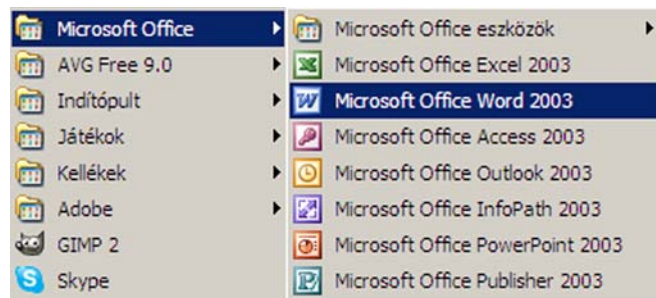 Microsoft Office
AVG Free 9.0
Indítópult
Játékok
Kellékek
Adobe
GIMP 2
Skype
Microsoft Office eszközök
Microsoft Office Excel 2003
Microsoft Office Word 2003
Microsoft Office Access 2003
Microsoft Office Outlook 2003
Microsoft Office InfoPath 2003
Microsoft Office PowerPoint 2003
Microsoft Office Publisher 2003